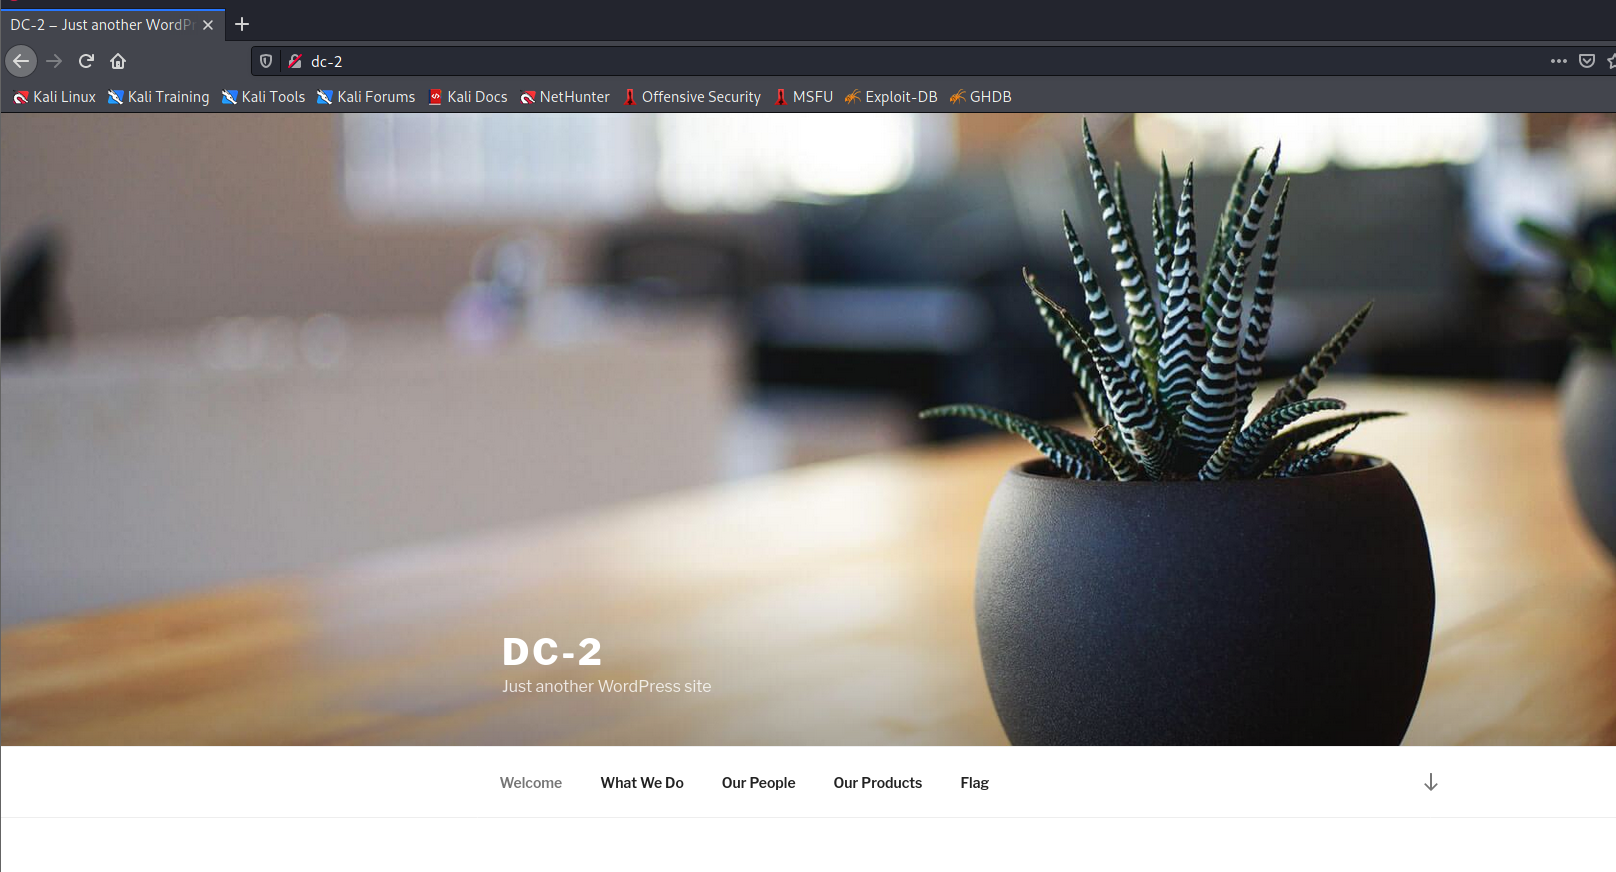 DC-2 – Just another WordPr
dc-2
Kali Linux Kali Training Kali Tools Kali Forums Kali Docs NetHunter Offensive Security MSFU Exploit-DB GHDB
DC-2
Just another WordPress site
Welcome What We Do Our People Our Products Flag